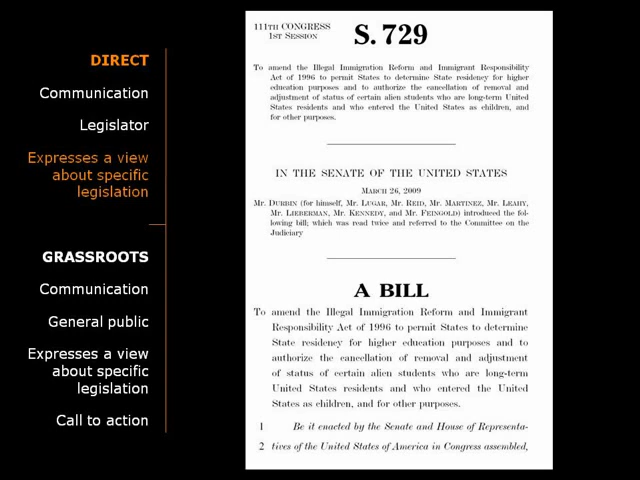 DIRECT
Communication
Legislator
Expresses a view
about specific
legislation
GRASSROOTS
Communication
General public
Expresses a view
about specific
legislation
Call to action
111TH CONGRESS
1ST SESSION
S. 729
To amend the Illegal Immigration Reform and Immigrant Responsibility
Act of 1996 to permit States to determine State residency for higher
education purposes and to authorize the cancellation of removal and
adjustment of status of certain alien students who are long-term United
States residents and who entered the United States as children, and
for other purposes.
IN THE SENATE OF THE UNITED STATES
MARCH 26, 2009
Mr. DURBIN (for himself, Mr. LUGAR, Mr. REID, Mr. MARTINEZ, Mr. LEAHY,
Mr. LIEBERMAN, Mr. KENNEDY, and Mr. FEINGOLD) introduced the fol-
lowing bill; which was read twice and referred to the Committee on the
Judiciary
A BILL
To amend the Illegal Immigration Reform and Immigrant
Responsibility Act of 1996 to permit States to determine
State residency for higher education purposes and to
authorize the cancellation of removal and adjustment
of status of certain alien students who are long-term
United States residents and who entered the United
States as children, and for other purposes.
1 Be it enacted by the Senate and House of Representa-
2 tives of the United States of America in Congress assembled,